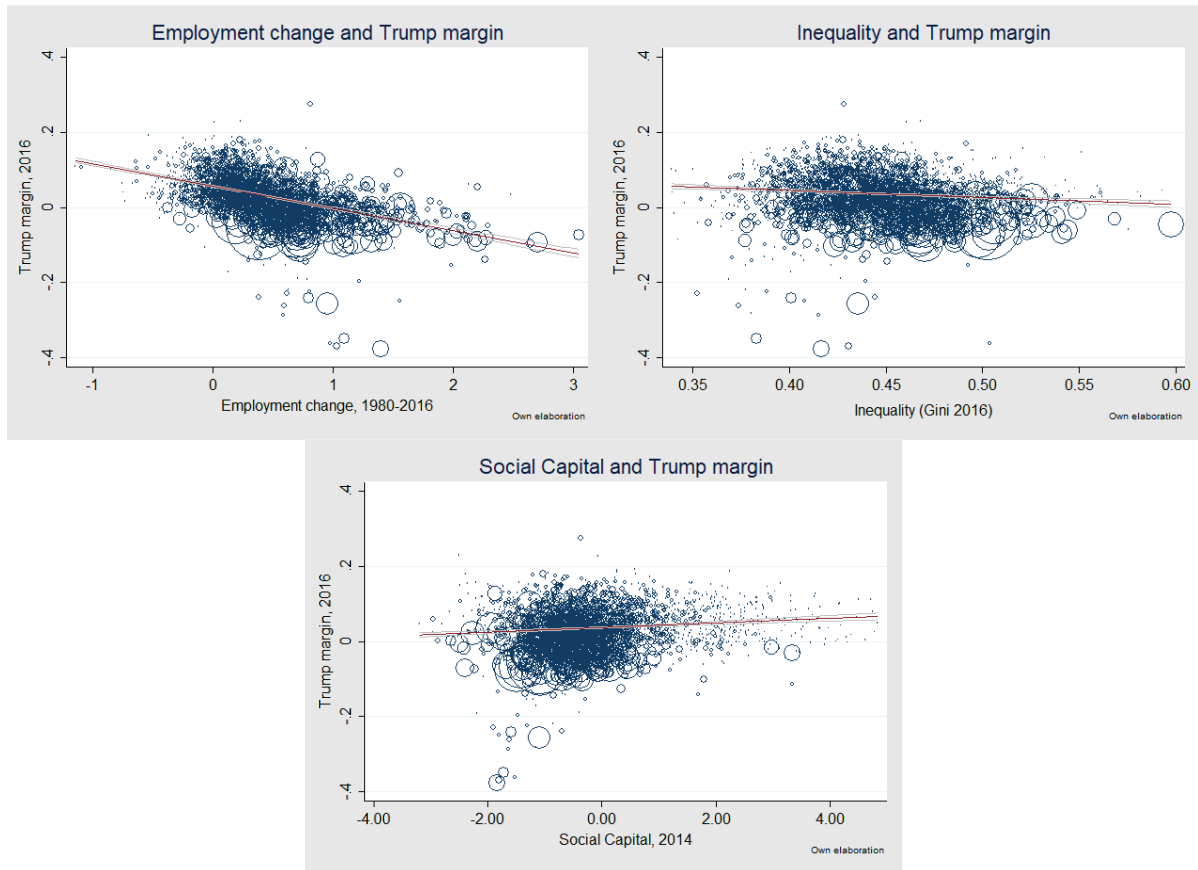 Employment change and Trump margin
Trump margin, 2016
.4
.2
0
-.2
-.4
-1
0
1
2
3
Employment change, 1980-2016
Own elaboration
Inequality and Trump margin
Trump margin, 2016
.4
.2
0
-.2
-.4
0.35
0.40
0.45
0.50
0.55
0.60
Inequality (Gini 2016)
Own elaboration
Social Capital and Trump margin
Trump margin, 2016
.4
.2
0
-.2
-.4
-4.00
-2.00
0.00
2.00
4.00
Social Capital, 2014
Own elaboration